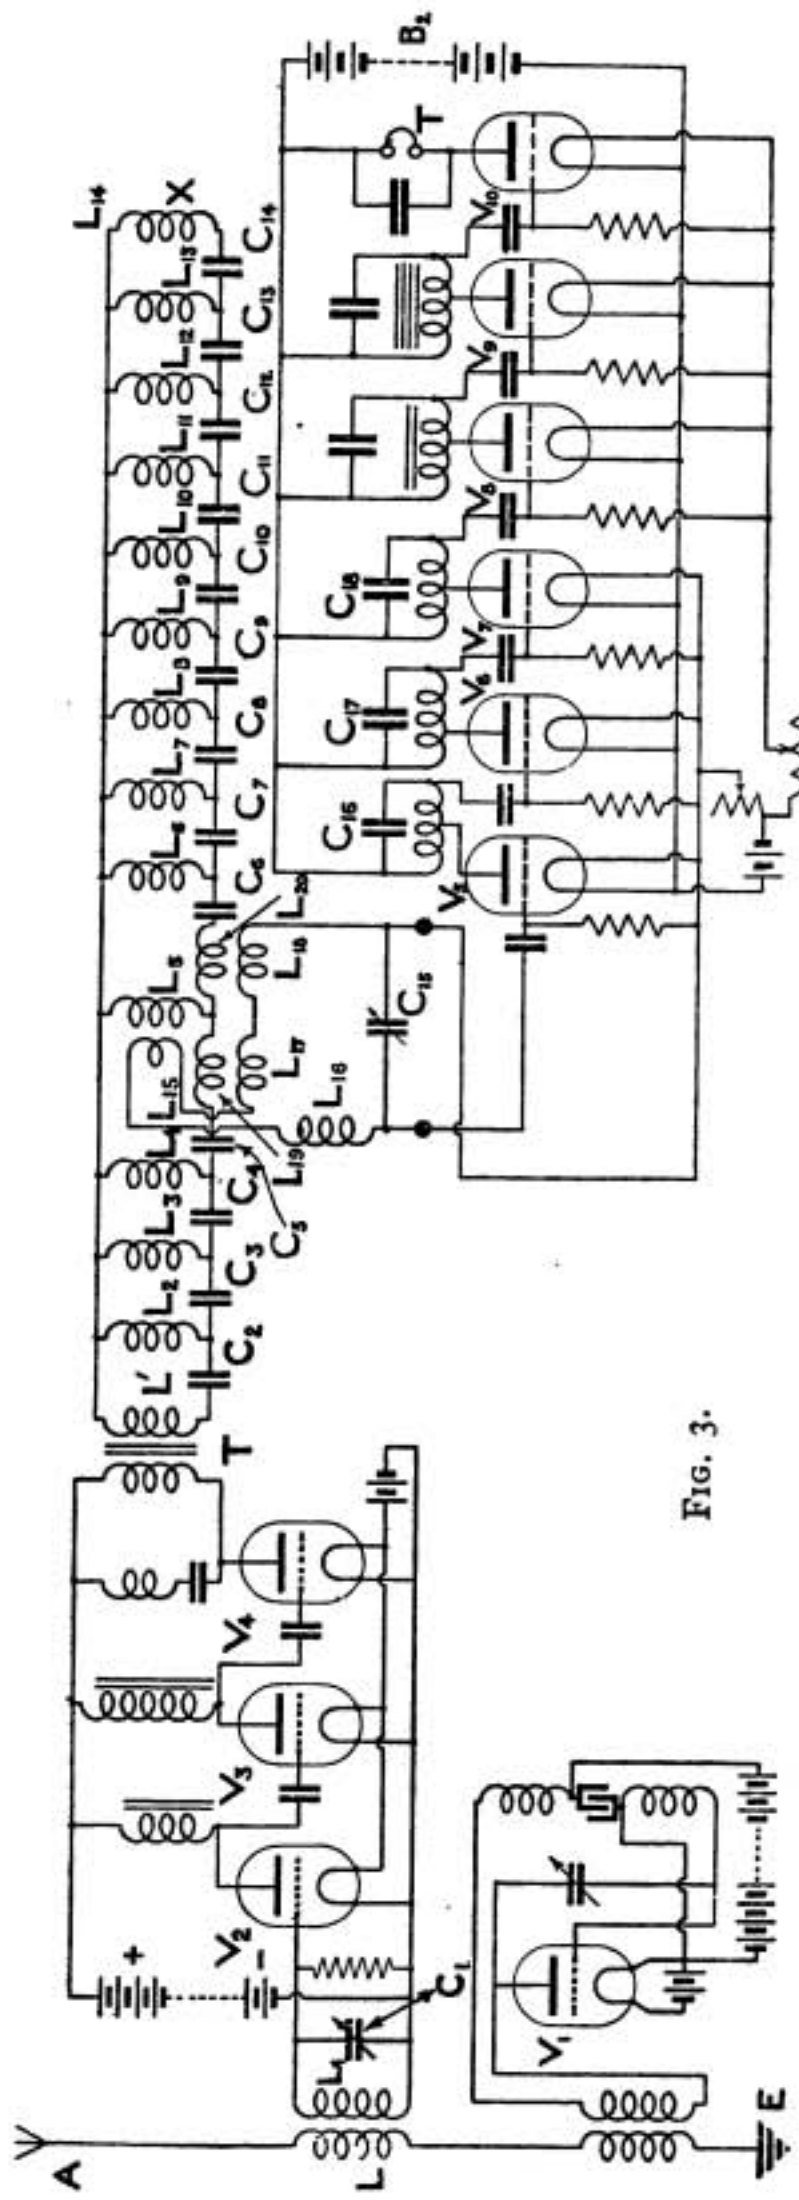 A
L
E
L₁
C₁
V₁
V₂
+
-
V₃
V₄
T
L'
C₂
L₂
C₃
L₃
C₄
L₄
C₅
L₁₉
L₁₅
L₁₆
L₁₇
L₁₈
L₂₀
L₅
C₁₅
C₆
L₆
C₇
L₇
C₈
L₈
C₉
L₉
C₁₀
L₁₀
C₁₁
L₁₁
C₁₂
L₁₂
C₁₃
L₁₃
C₁₄
L₁₄
X
V₅
C₁₆
V₆
C₁₇
V₇
C₁₈
V₈
V₉
V₁₀
T
B₂
FIG. 3.